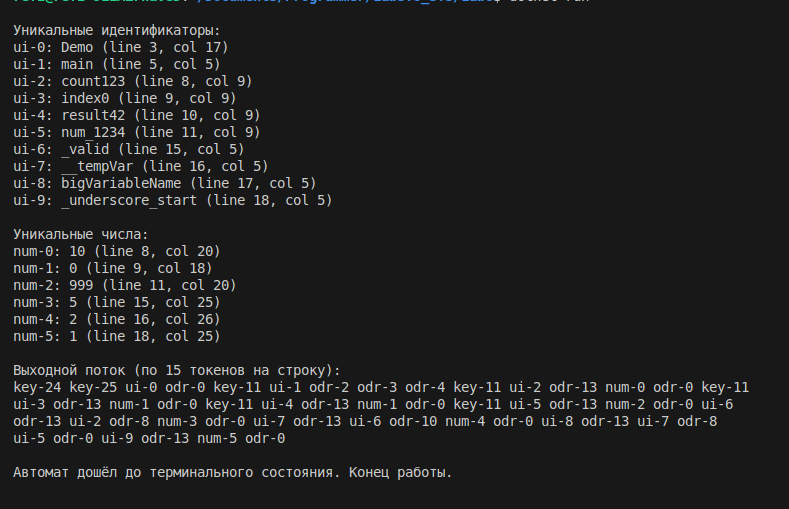 Уникальные идентификаторы:
ui-0: Demo (line 3, col 17)
ui-1: main (line 5, col 5)
ui-2: count123 (line 8, col 9)
ui-3: index0 (line 9, col 9)
ui-4: result42 (line 10, col 9)
ui-5: num_1234 (line 11, col 9)
ui-6: _valid (line 15, col 5)
ui-7: __tempVar (line 16, col 5)
ui-8: bigVariableName (line 17, col 5)
ui-9: _underscore_start (line 18, col 5)
Уникальные числа:
num-0: 10 (line 8, col 20)
num-1: 0 (line 9, col 18)
num-2: 999 (line 11, col 20)
num-3: 5 (line 15, col 25)
num-4: 2 (line 16, col 26)
num-5: 1 (line 18, col 25)
Выходной поток (по 15 токенов на строку):
key-24 key-25 ui-0 odr-0 key-11 ui-1 odr-2 odr-3 odr-4 key-11 ui-2 odr-13 num-0 odr-0 key-11
ui-3 odr-13 num-1 odr-0 key-11 ui-4 odr-13 num-1 odr-0 key-11 ui-5 odr-13 num-2 odr-0 ui-6
odr-13 ui-2 odr-8 num-3 odr-0 ui-7 odr-13 ui-6 odr-10 num-4 odr-0 ui-8 odr-13 ui-7 odr-8
ui-5 odr-0 ui-9 odr-13 num-5 odr-0
Автомат дошёл до терминального состояния. Конец работы.